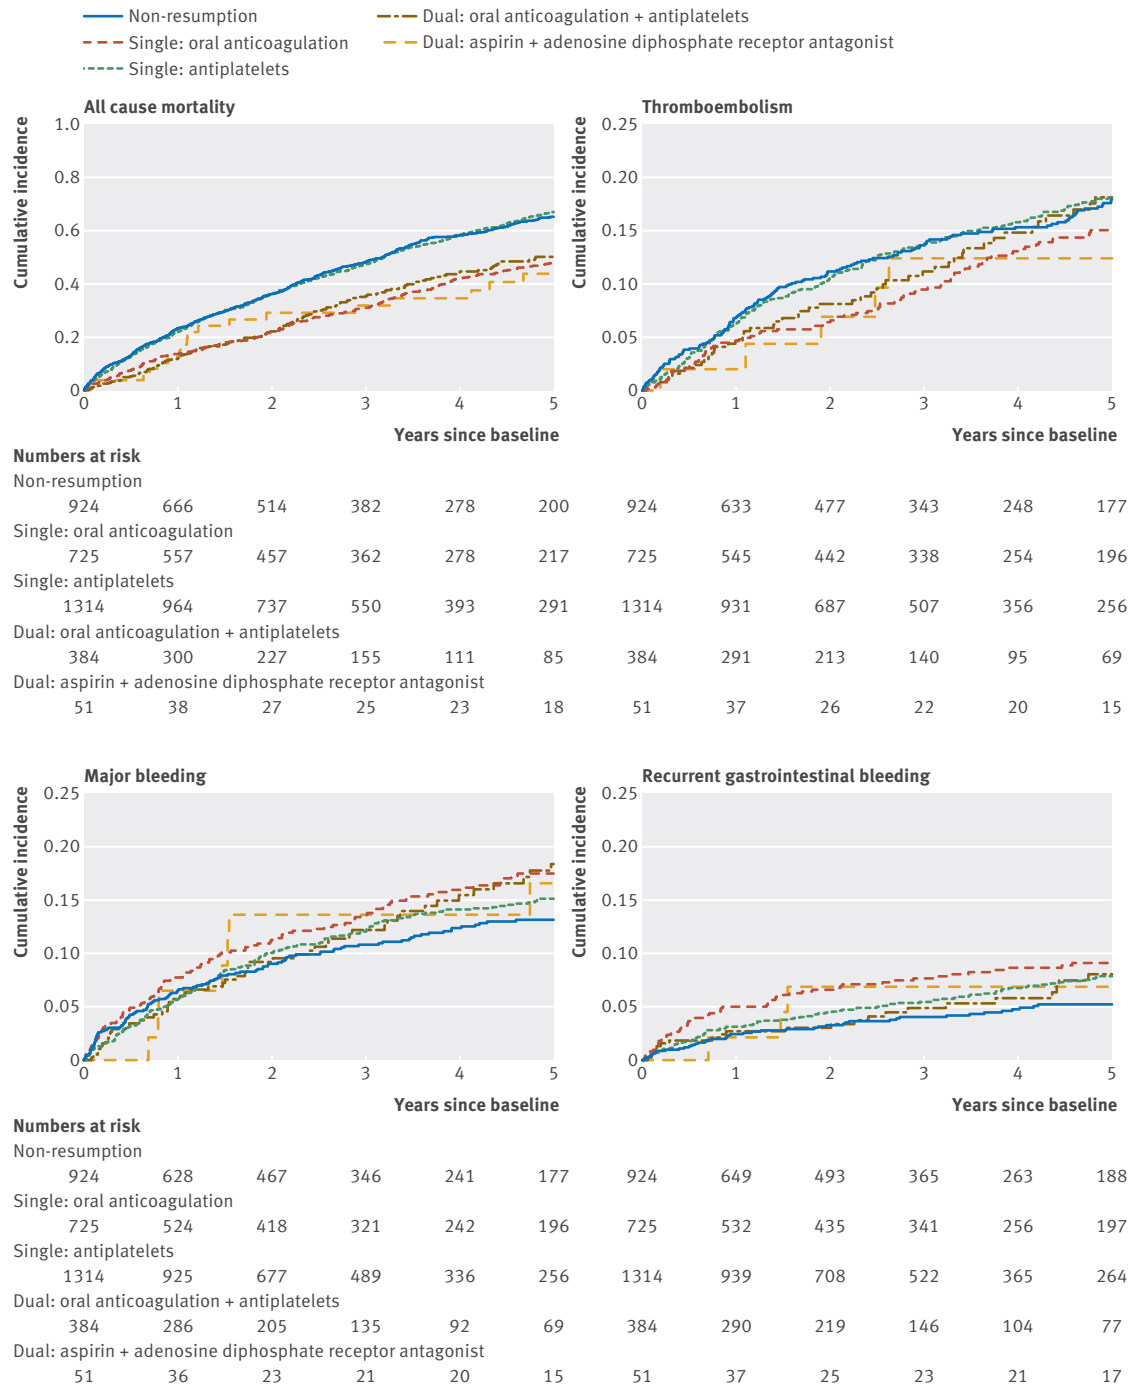 Non-resumption
Single: oral anticoagulation
Single: antiplatelets
Dual: oral anticoagulation + antiplatelets
Dual: aspirin + adenosine diphosphate receptor antagonist
All cause mortality
Cumulative incidence
1.0
0.8
0.6
0.4
0.2
0
0 1 2 3 4 5
Years since baseline
Thromboembolism
Cumulative incidence
0.25
0.20
0.15
0.10
0.05
0
0 1 2 3 4 5
Years since baseline
Numbers at risk
Non-resumption
924 666 514 382 278 200 924 633 477 343 248 177
Single: oral anticoagulation
725 557 457 362 278 217 725 545 442 338 254 196
Single: antiplatelets
1314 964 737 550 393 291 1314 931 687 507 356 256
Dual: oral anticoagulation + antiplatelets
384 300 227 155 111 85 384 291 213 140 95 69
Dual: aspirin + adenosine diphosphate receptor antagonist
51 38 27 25 23 18 51 37 26 22 20 15
Major bleeding
Cumulative incidence
0.25
0.20
0.15
0.10
0.05
0
0 1 2 3 4 5
Years since baseline
Recurrent gastrointestinal bleeding
Cumulative incidence
0.25
0.20
0.15
0.10
0.05
0
0 1 2 3 4 5
Years since baseline
Numbers at risk
Non-resumption
924 628 467 346 241 177 924 649 493 365 263 188
Single: oral anticoagulation
725 524 418 321 242 196 725 532 435 341 256 197
Single: antiplatelets
1314 925 677 489 336 256 1314 939 708 522 365 264
Dual: oral anticoagulation + antiplatelets
384 286 205 135 92 69 384 290 219 146 104 77
Dual: aspirin + adenosine diphosphate receptor antagonist
51 36 23 21 20 15 51 37 25 23 21 17